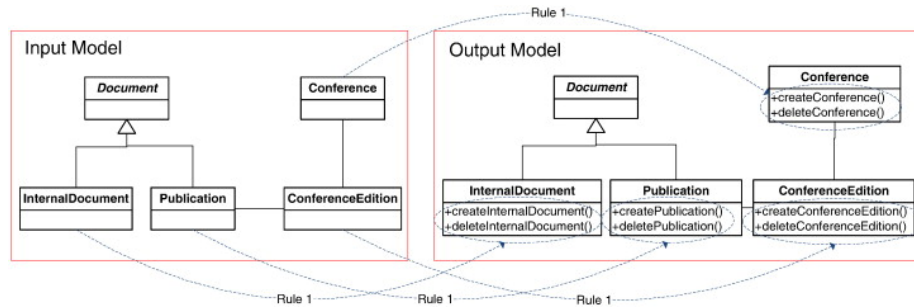 Rule 1
Input Model
Document
Conference
InternalDocument
Publication
ConferenceEdition
Output Model
Document
Conference
+createConference()
+deleteConference()
InternalDocument
+createInternalDocument()
+deleteInternalDocument()
Publication
+createPublication()
+deletePublication()
ConferenceEdition
+createConferenceEdition()
+deleteConferenceEdition()
Rule 1
Rule 1
Rule 1